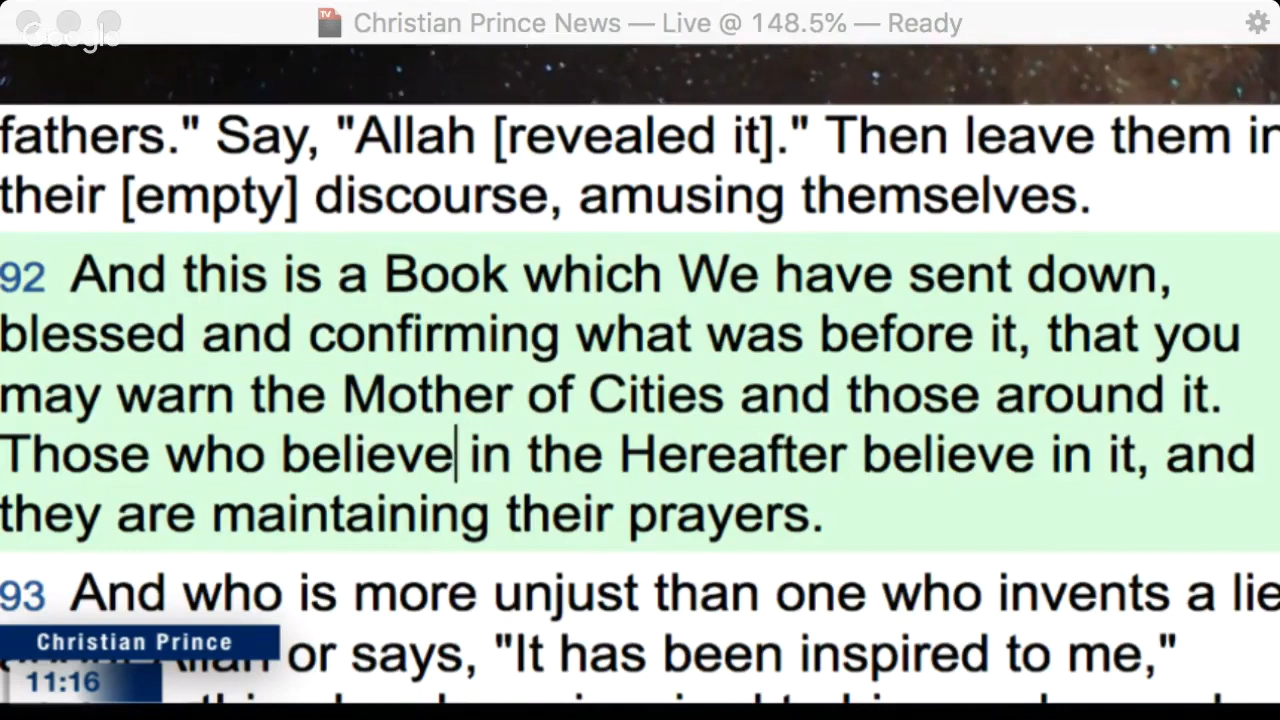 Google
Christian Prince News — Live @ 148.5% — Ready
fathers." Say, "Allah [revealed it]." Then leave them in
their [empty] discourse, amusing themselves.
92 And this is a Book which We have sent down,
blessed and confirming what was before it, that you
may warn the Mother of Cities and those around it.
Those who believe in the Hereafter believe in it, and
they are maintaining their prayers.
93 And who is more unjust than one who invents a lie
Christian Prince
Allah or says, "It has been inspired to me,"
11:16